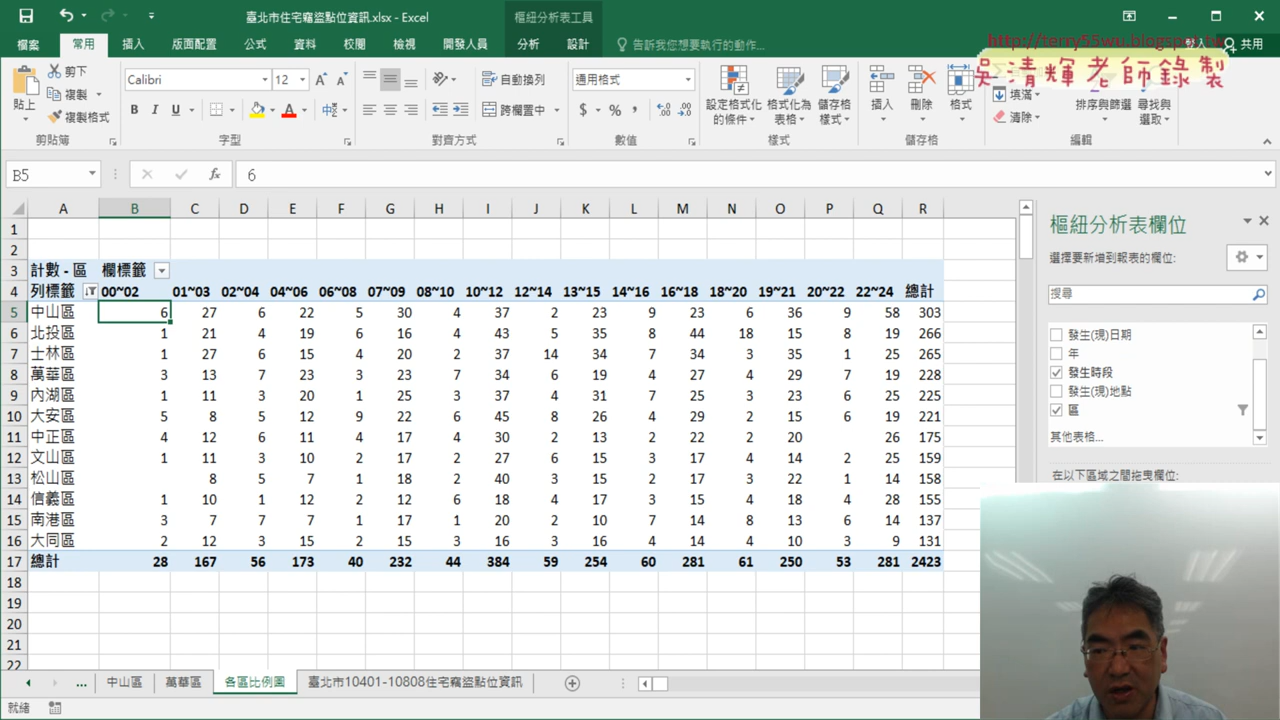 臺北市住宅竊盜點位資訊.xlsx - Excel
樞紐分析表工具
檔案 常用 插入 版面配置 公式 資料 校閱 檢視 開發人員 分析 設計 告訴我您想要執行的動作... 共用
http://terry55wu.blogspot.tw
吳清輝老師錄製
貼上 剪下 複製 複製格式
Calibri 12 自動換列 跨欄置中 通用格式
B I U $ % ,
設定格式化的條件 格式化為表格 儲存格樣式 插入 刪除 格式 填滿 清除 排序與篩選 尋找與選取
剪貼簿 字型 對齊方式 數值 樣式 儲存格 編輯
B5 fx 6
A B C D E F G H I J K L M N O P Q R
1
2
3 計數 - 區 欄標籤
4 列標籤 00~02 01~03 02~04 04~06 06~08 07~09 08~10 10~12 12~14 13~15 14~16 16~18 18~20 19~21 20~22 22~24 總計
5 中山區 6 27 6 22 5 30 4 37 2 23 9 23 6 36 9 58 303
6 北投區 1 21 4 19 6 16 4 43 5 35 8 44 18 15 8 19 266
7 士林區 1 27 6 15 4 20 2 37 14 34 7 34 3 35 1 25 265
8 萬華區 3 13 7 23 3 23 7 34 6 19 4 27 4 29 7 19 228
9 內湖區 1 11 3 20 1 25 3 37 4 31 7 25 3 23 6 25 225
10 大安區 5 8 5 12 9 22 6 45 8 26 4 29 2 15 6 19 221
11 中正區 4 12 6 11 4 17 4 30 2 13 2 22 2 20 26 175
12 文山區 1 11 3 10 2 17 2 27 6 15 3 17 4 14 2 25 159
13 松山區 8 5 7 1 18 2 40 3 15 2 17 3 22 1 14 158
14 信義區 1 10 1 12 2 12 6 18 4 17 3 15 4 18 4 28 155
15 南港區 3 7 7 7 1 17 1 20 2 10 7 14 8 13 6 14 137
16 大同區 2 12 3 15 2 15 3 16 3 16 4 14 4 10 3 9 131
17 總計 28 167 56 173 40 232 44 384 59 254 60 281 61 250 53 281 2423
18
19
20
21
22
樞紐分析表欄位
選擇要新增到報表的欄位:
搜尋
發生(現)日期
年
發生時段
發生(現)地點
區
其他表格...
在以下區域之間拖曳欄位:
... 中山區 萬華區 各區比例圖 臺北市10401-10808住宅竊盜點位資訊
就緒